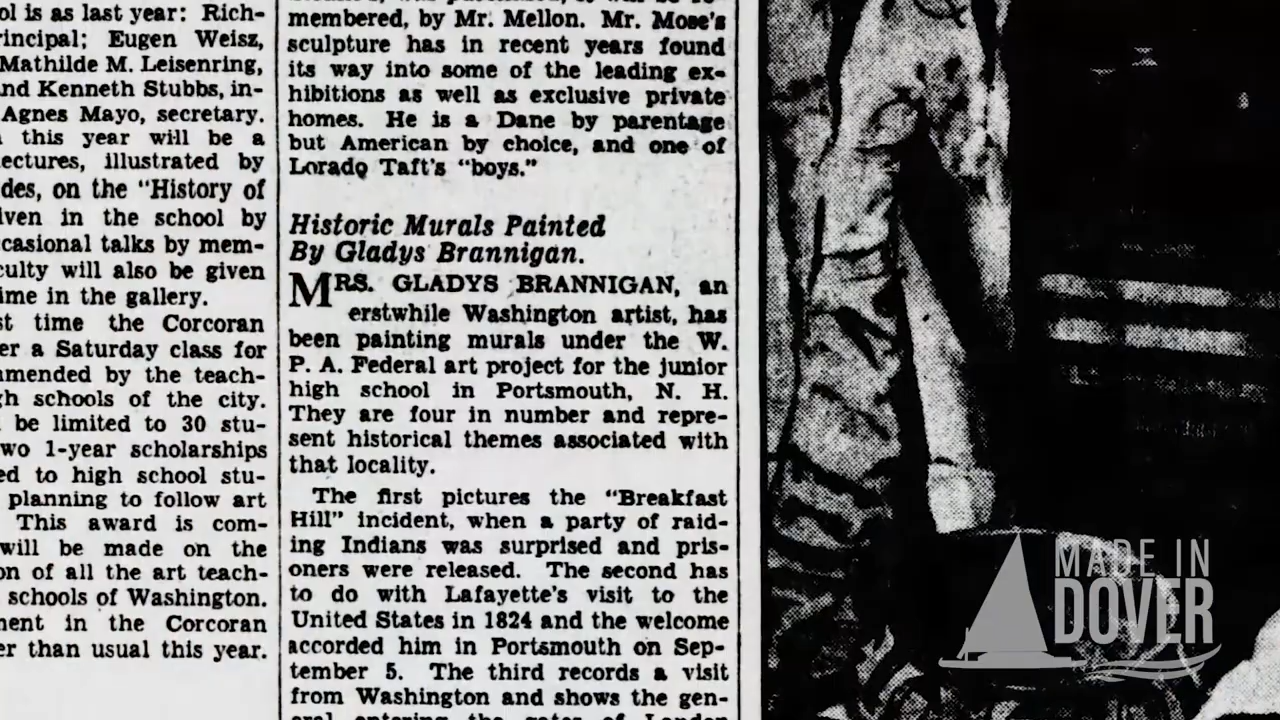 ol is as last year: Rich-
rincipal; Eugen Weisz,
Mathilde M. Leisenring,
nd Kenneth Stubbs, in-
Agnes Mayo, secretary.
this year will be a
ectures, illustrated by
des, on the "History of
iven in the school by
casional talks by mem-
culty will also be given
ime in the gallery.
st time the Corcoran
er a Saturday class for
mmended by the teach-
gh schools of the city.
be limited to 30 stu-
wo 1-year scholarships
ed to high school stu-
planning to follow art
This award is com-
will be made on the
on of all the art teach-
schools of Washington.
ment in the Corcoran
er than usual this year.
membered, by Mr. Mellon. Mr. Mose's
sculpture has in recent years found
its way into some of the leading ex-
hibitions as well as exclusive private
homes. He is a Dane by parentage
but American by choice, and one of
Lorado Taft's "boys."
Historic Murals Painted
By Gladys Brannigan.
MRS. GLADYS BRANNIGAN, an
erstwhile Washington artist, has
been painting murals under the W.
P. A. Federal art project for the junior
high school in Portsmouth, N. H.
They are four in number and repre-
sent historical themes associated with
that locality.
The first pictures the "Breakfast
Hill" incident, when a party of raid-
ing Indians was surprised and pris-
oners were released. The second has
to do with Lafayette's visit to the
United States in 1824 and the welcome
accorded him in Portsmouth on Sep-
tember 5. The third records a visit
from Washington and shows the gen-
MADE IN
DOVER